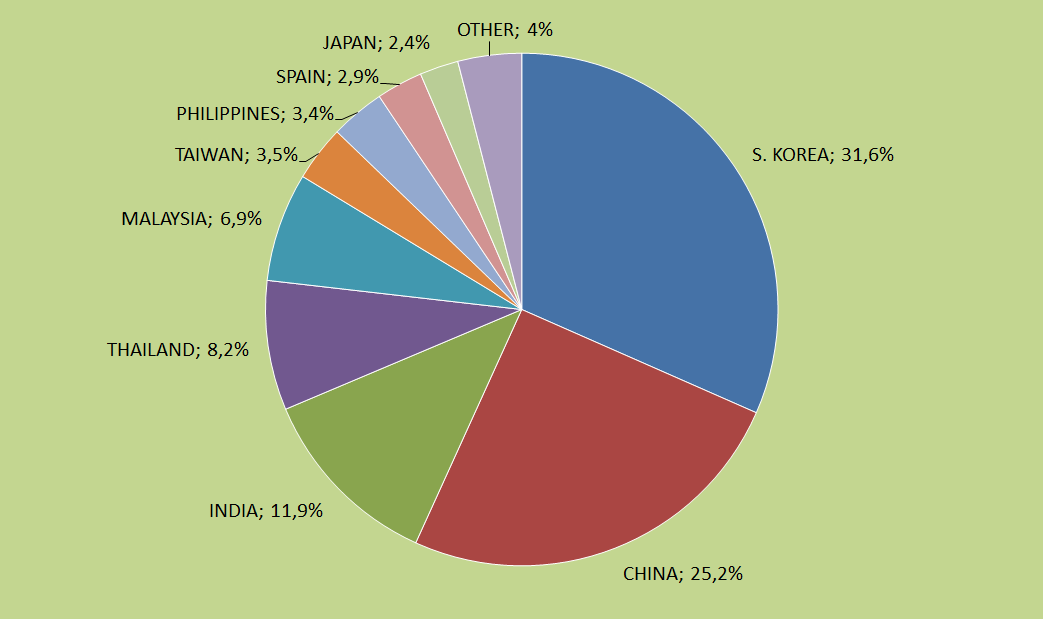 OTHER; 4%
JAPAN; 2,4%
SPAIN; 2,9%
PHILIPPINES; 3,4%
TAIWAN; 3,5%
S. KOREA; 31,6%
MALAYSIA; 6,9%
THAILAND; 8,2%
INDIA; 11,9%
CHINA; 25,2%